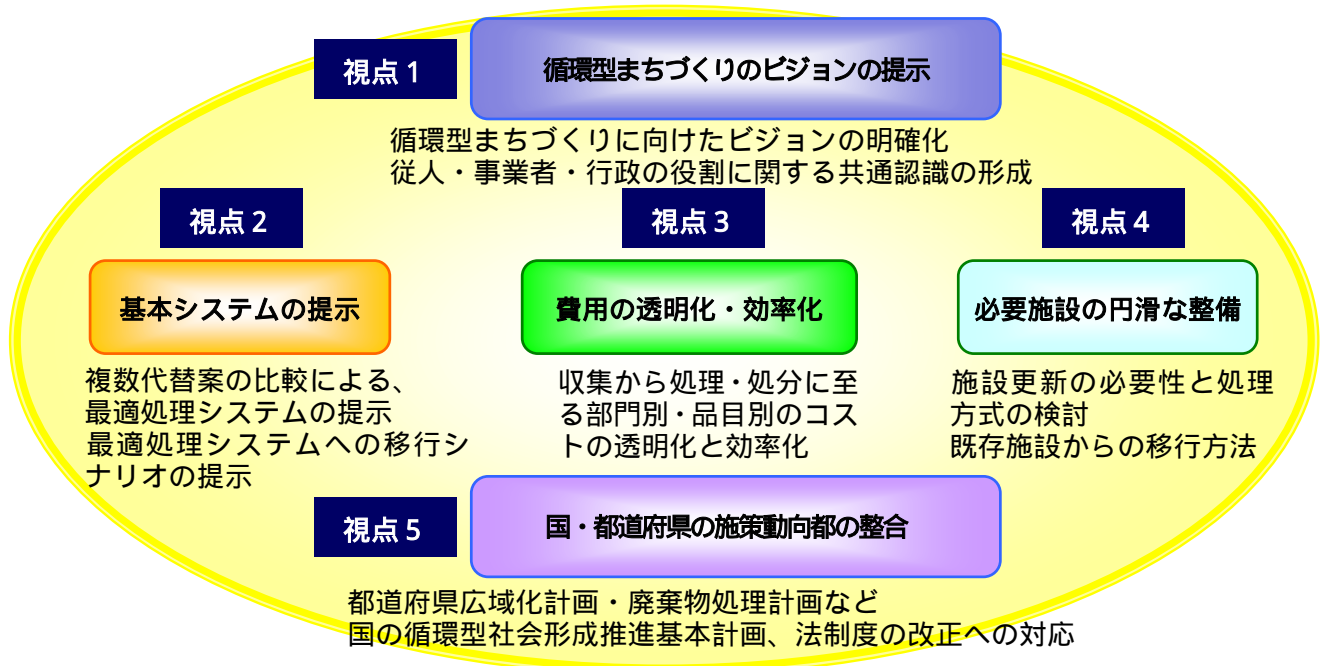 視点1
循環型まちづくりのビジョンの提示
循環型まちづくりに向けたビジョンの明確化
従人・事業者・行政の役割に関する共通認識の形成
視点2
基本システムの提示
複数代替案の比較による、
最適処理システムの提示
最適処理システムへの移行シ
ナリオの提示
視点3
費用の透明化・効率化
収集から処理・処分に至
る部門別・品目別のコス
トの透明化と効率化
視点4
必要施設の円滑な整備
施設更新の必要性と処理
方式の検討
既存施設からの移行方法
視点5
国・都道府県の施策動向都の整合
都道府県広域化計画・廃棄物処理計画など
国の循環型社会形成推進基本計画、法制度の改正への対応